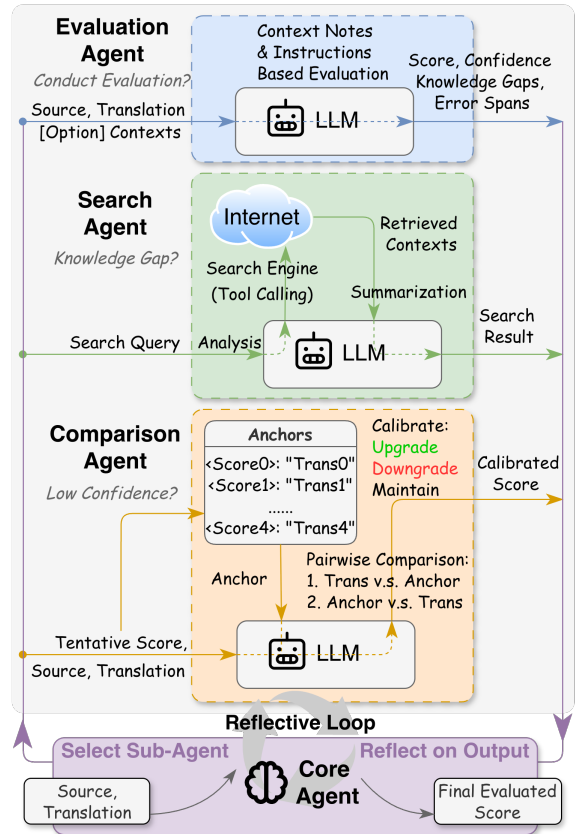 Evaluation
Agent
Conduct Evaluation?
Source, Translation
[Option] Contexts
Context Notes
& Instructions
Based Evaluation
LLM
Score, Confidence
Knowledge Gaps,
Error Spans
Search
Agent
Knowledge Gap?
Internet
Retrieved
Contexts
Search Engine
(Tool Calling)
Summarization
Search Query
Analysis
LLM
Search
Result
Comparison
Agent
Low Confidence?
Anchors
<Score0>: "Trans0"
<Score1>: "Trans1"
......
<Score4>: "Trans4"
Calibrate:
Upgrade
Downgrade
Maintain
Calibrated
Score
Anchor
Pairwise Comparison:
1. Trans v.s. Anchor
2. Anchor v.s. Trans
Tentative Score,
Source, Translation
LLM
Reflective Loop
Select Sub-Agent
Reflect on Output
Source,
Translation
Core
Agent
Final Evaluated
Score